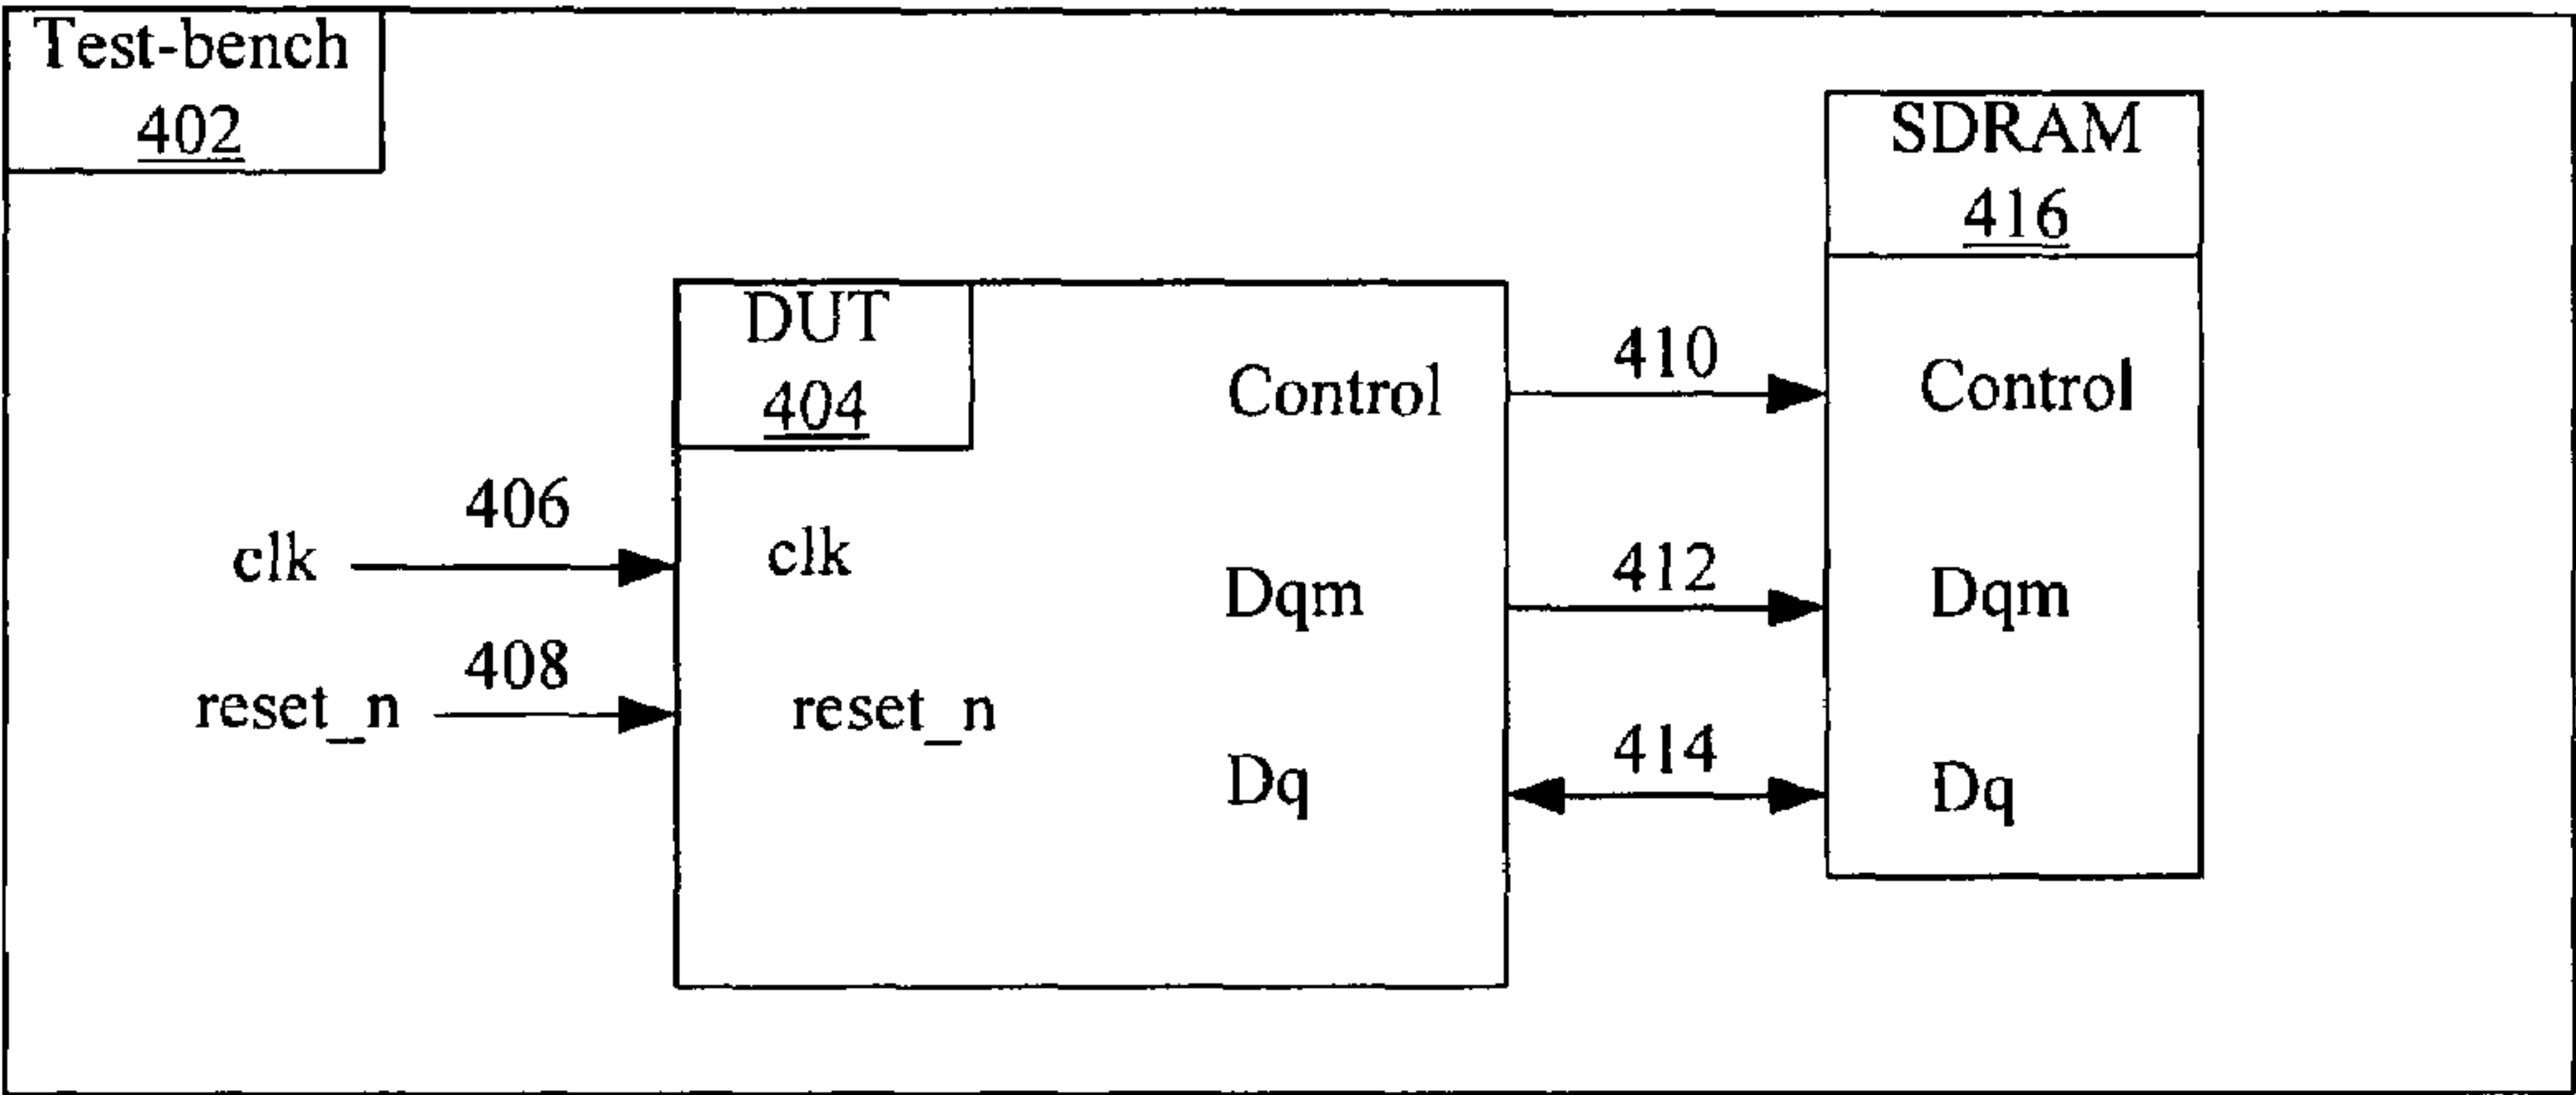 Test-bench
402
SDRAM
416
DUT
404
410
Control
Control
406
clk
clk
412
Dqm
Dqm
408
reset_n
reset_n
414
Dq
Dq